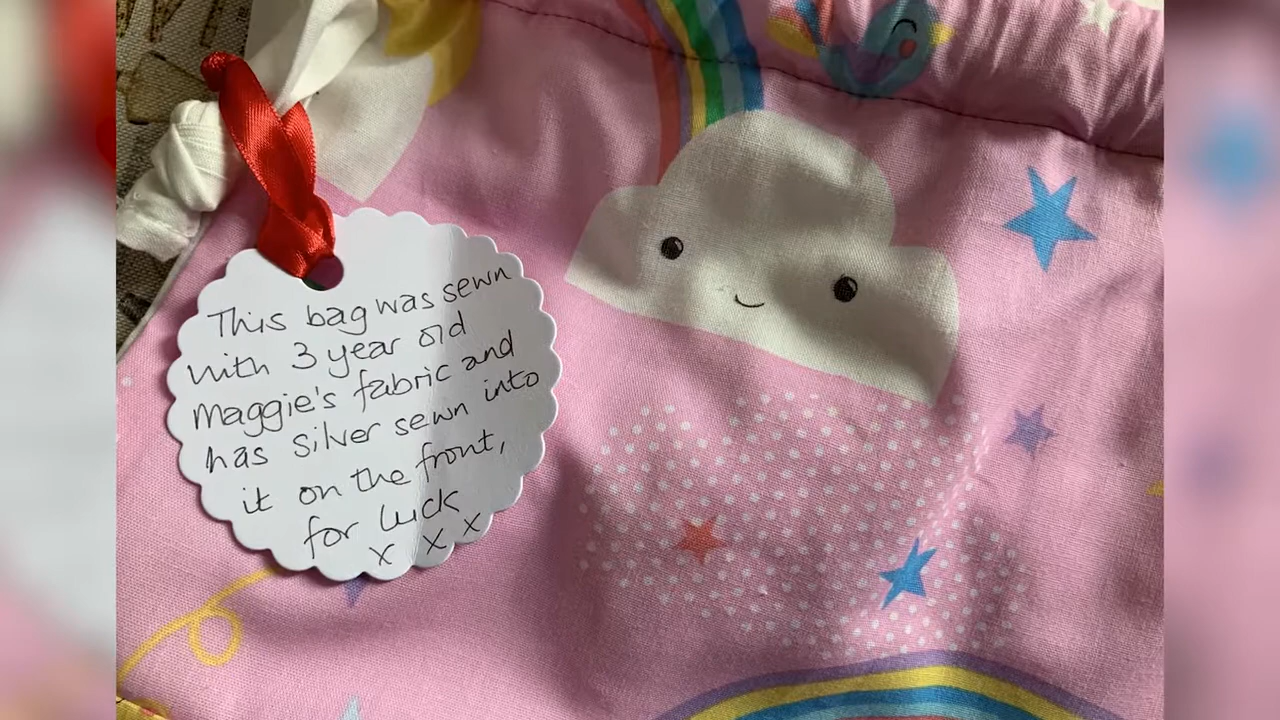 This bag was sewn
with 3 year old
Maggie's fabric and
has silver sewn into
it on the front,
for luck
x x x